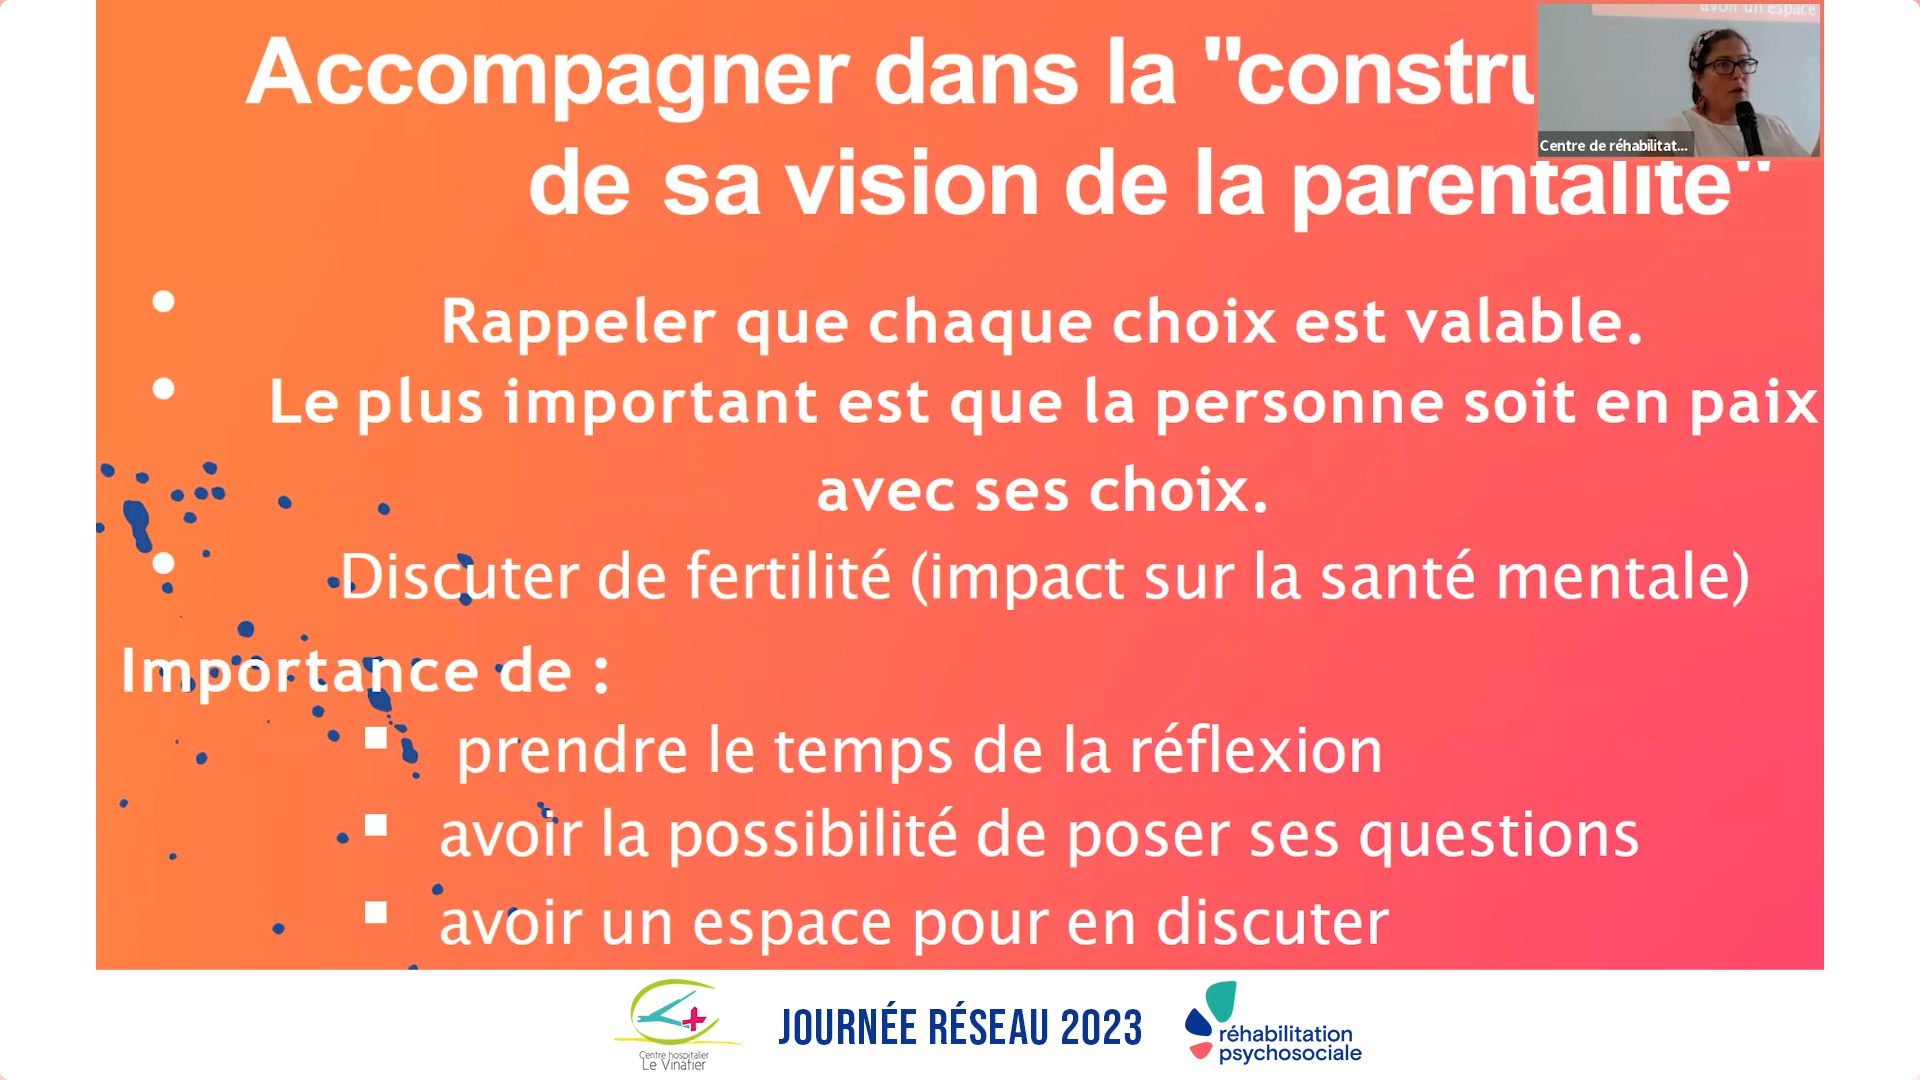 Accompagner dans la "constru
de sa vision de la parentalité"
avoir un espace
Centre de réhabilitat...
• Rappeler que chaque choix est valable.
• Le plus important est que la personne soit en paix
avec ses choix.
• Discuter de fertilité (impact sur la santé mentale)
Importance de :
▪ prendre le temps de la réflexion
▪ avoir la possibilité de poser ses questions
▪ avoir un espace pour en discuter
Centre hospitalier
Le Vinatier
JOURNÉE RÉSEAU 2023
réhabilitation
psychosociale